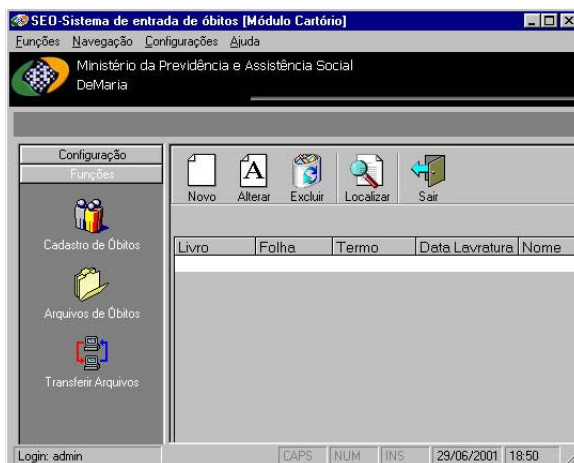 SEO-Sistema de entrada de óbitos [Módulo Cartório]
Funções Navegação Configurações Ajuda
Ministério da Previdência e Assistência Social
DeMaria
Configuração
Funções
Cadastro de Óbitos
Arquivos de Óbitos
Transferir Arquivos
Novo Alterar Excluir Localizar Sair
Livro Folha Termo Data Lavratura Nome
Login: admin CAPS NUM INS 29/06/2001 18:50